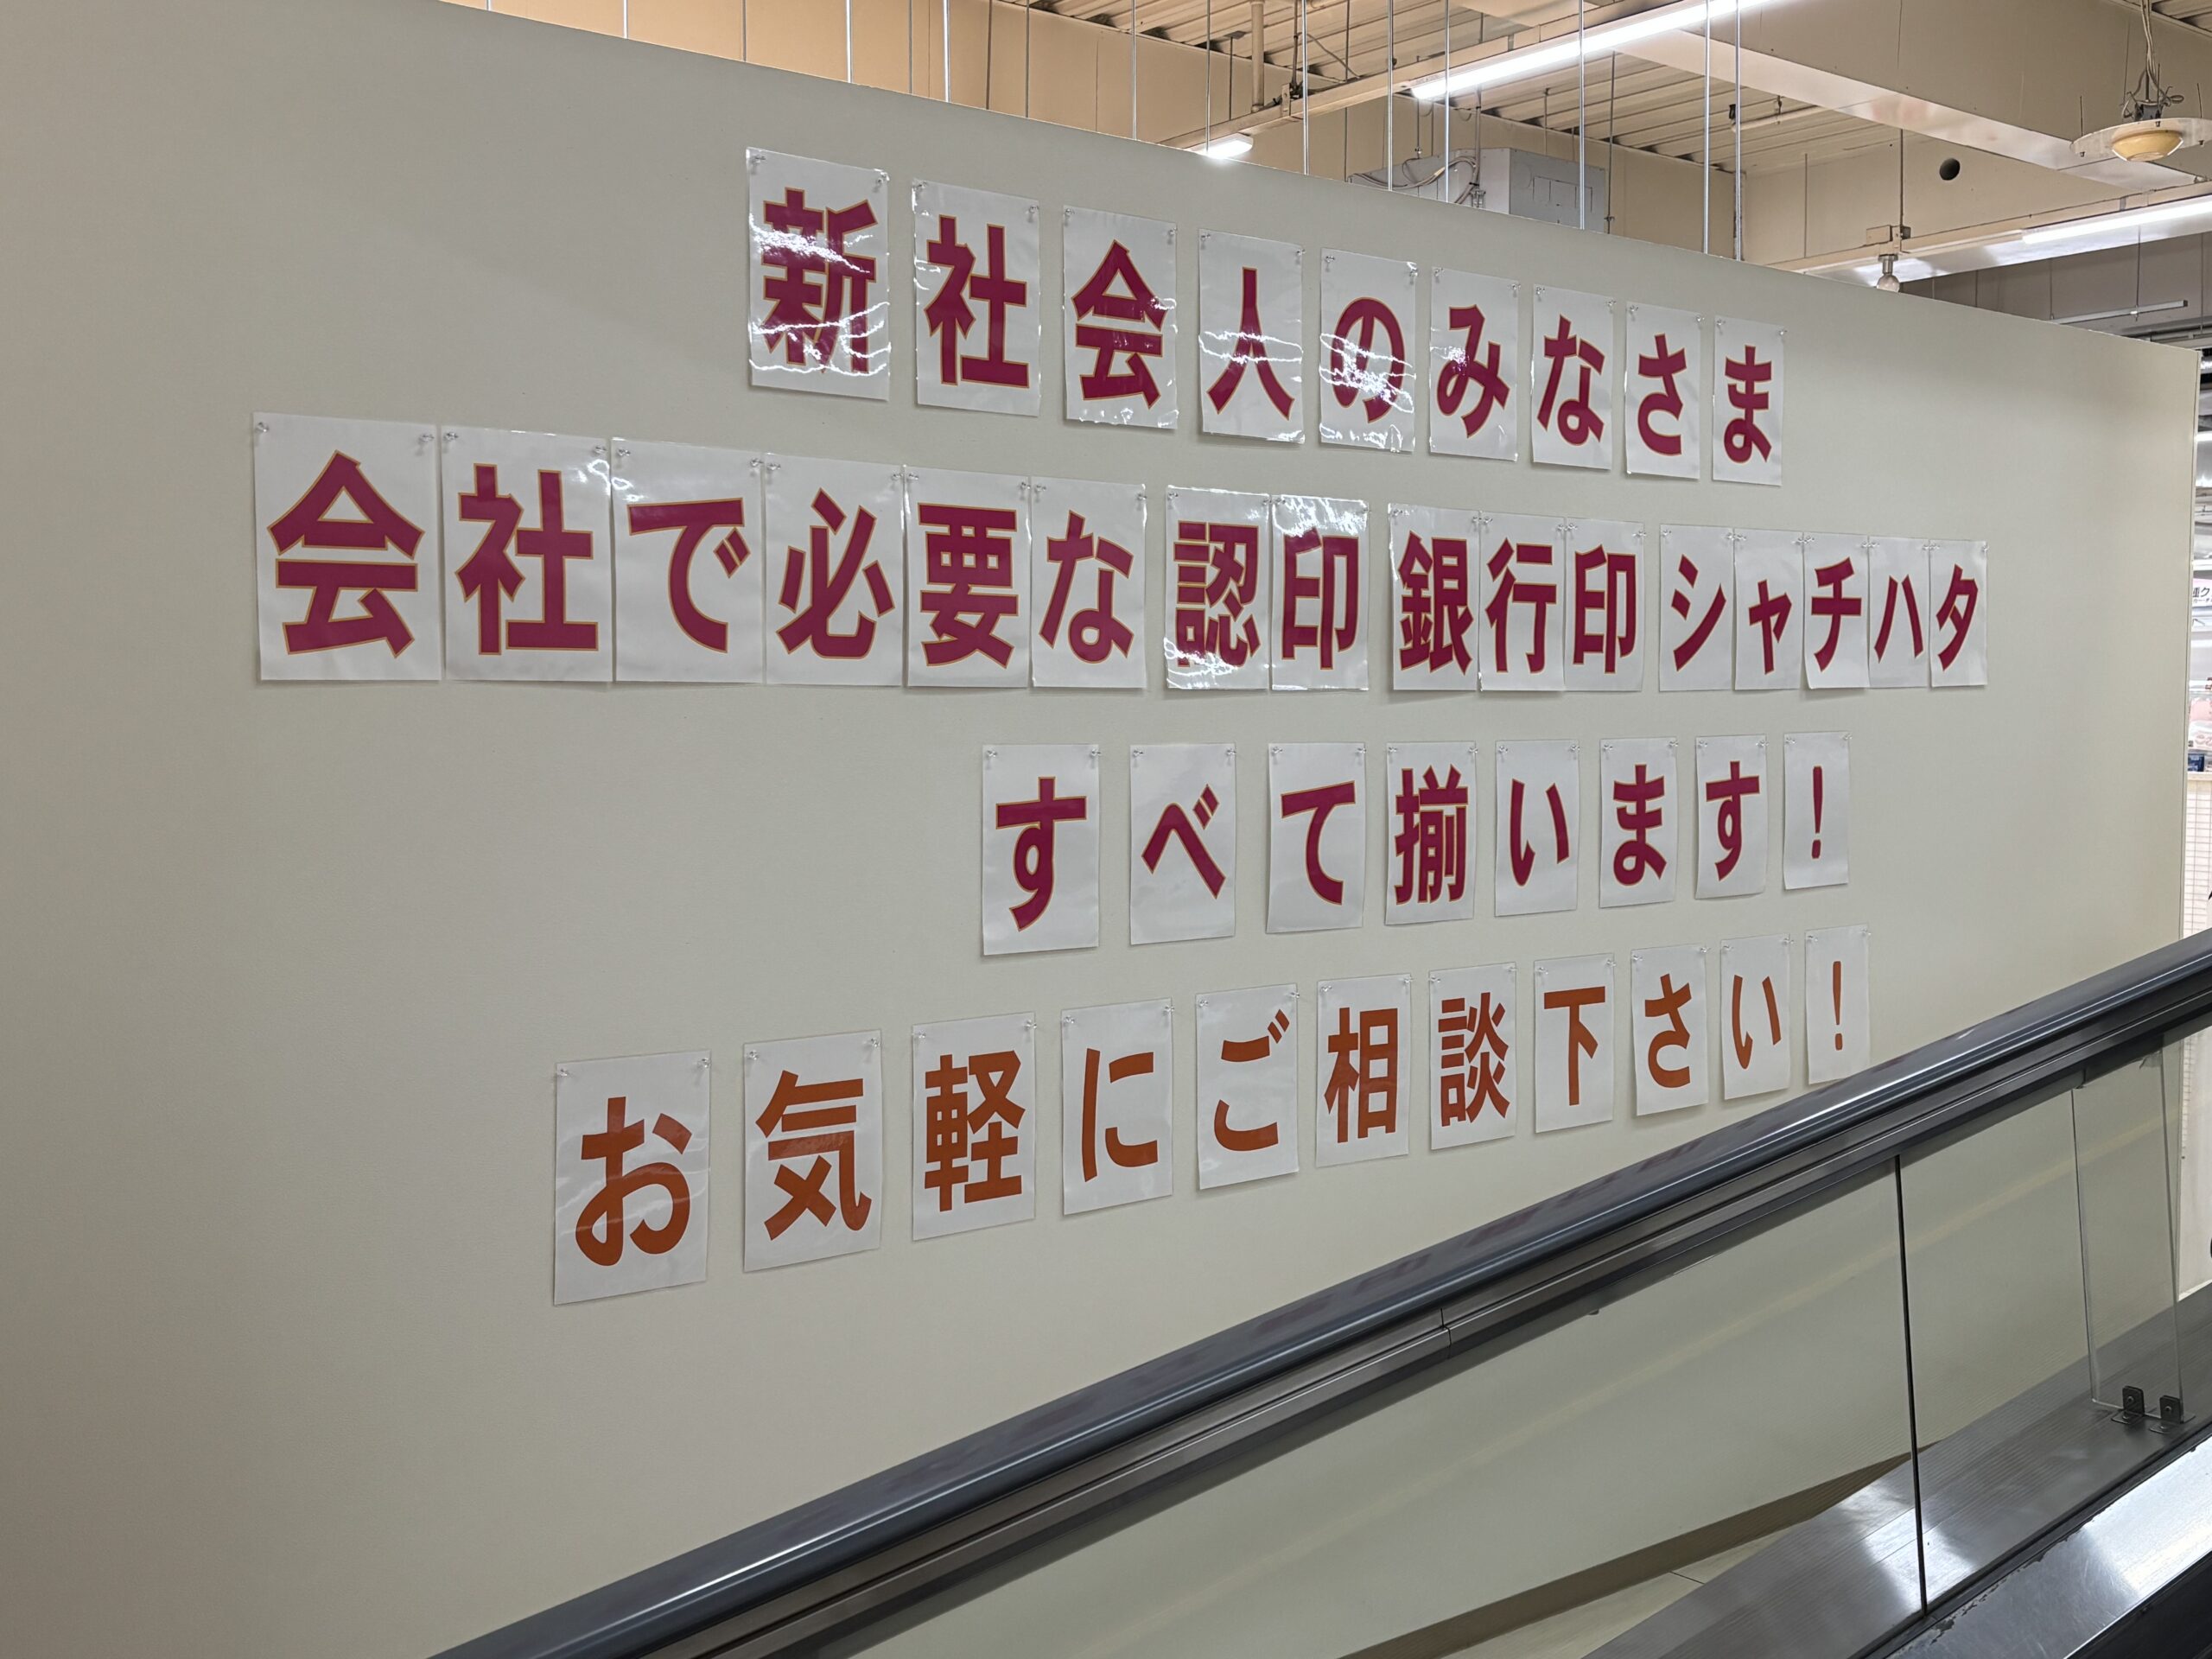 新社会人のみなさま
会社で必要な 認印 銀行印 シャチハタ
すべて揃います！
お気軽にご相談下さい！